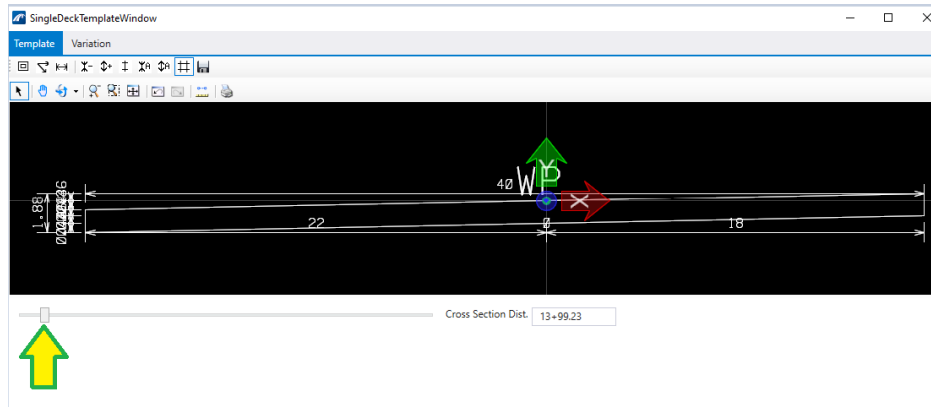 SingleDeckTemplateWindow
Template Variation
40 WP Y
X
1.88
22 0 18
Cross Section Dist. 13+99.23